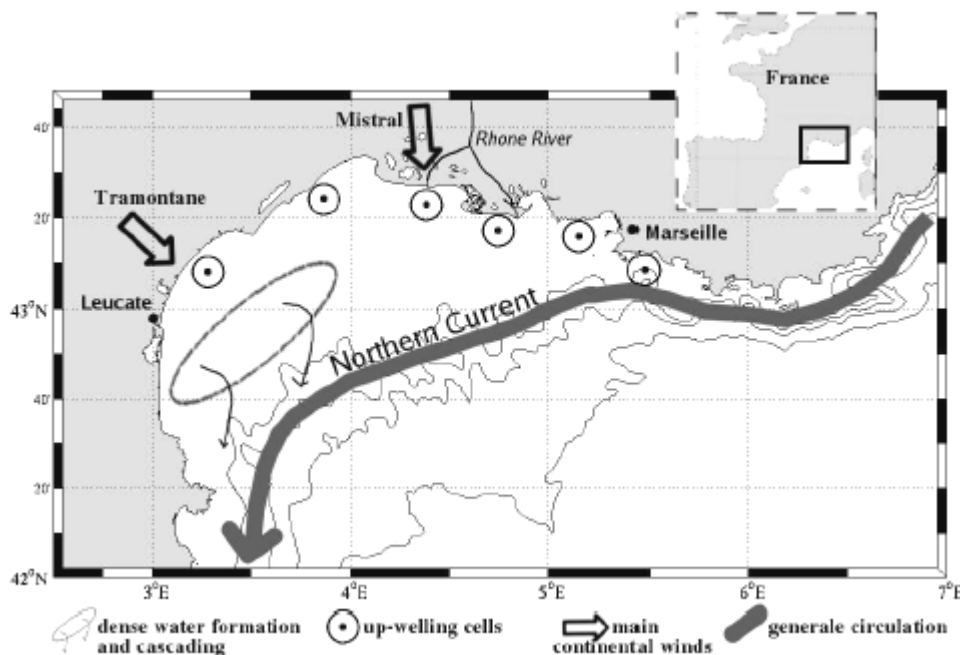 France
40'
Mistral
Rhone River
Tramontane
20'
Marseille
Leucate
43°N
Northern Current
40'
20'
42°N
3°E
4°E
5°E
6°E
7°E
dense water formation
and cascading
up-welling cells
main
continental winds
generale circulation